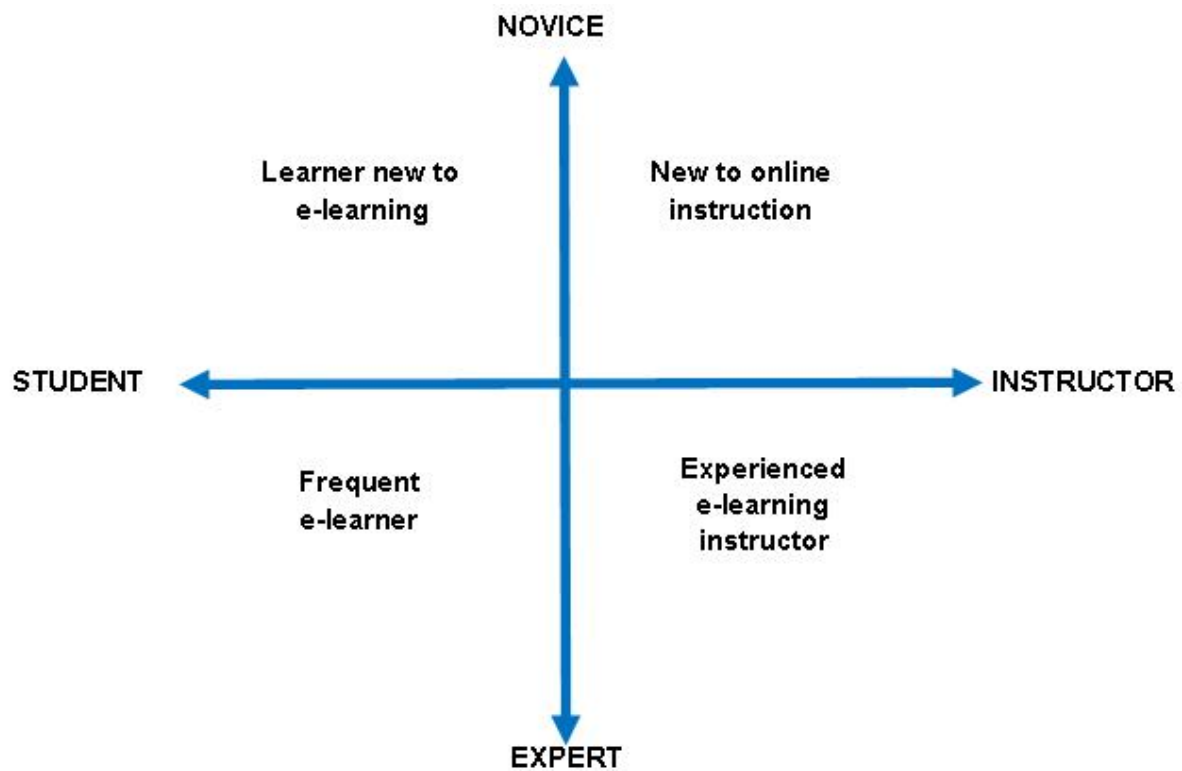 NOVICE
Learner new to
e-learning
New to online
instruction
STUDENT
INSTRUCTOR
Frequent
e-learner
Experienced
e-learning
instructor
EXPERT